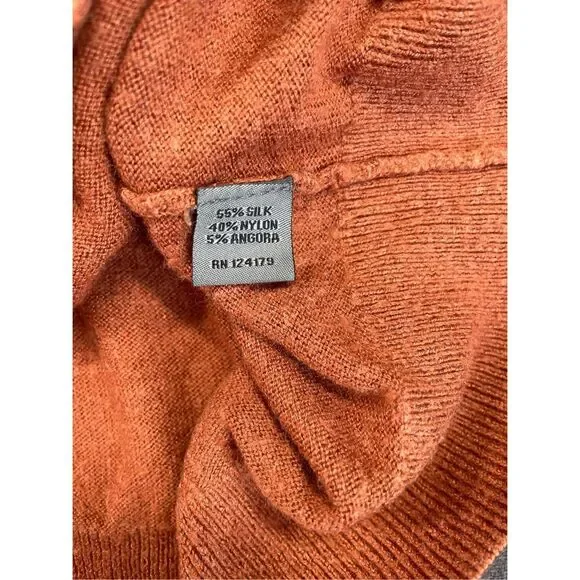 55% SILK
40% NYLON
5% ANGORA
RN 124179